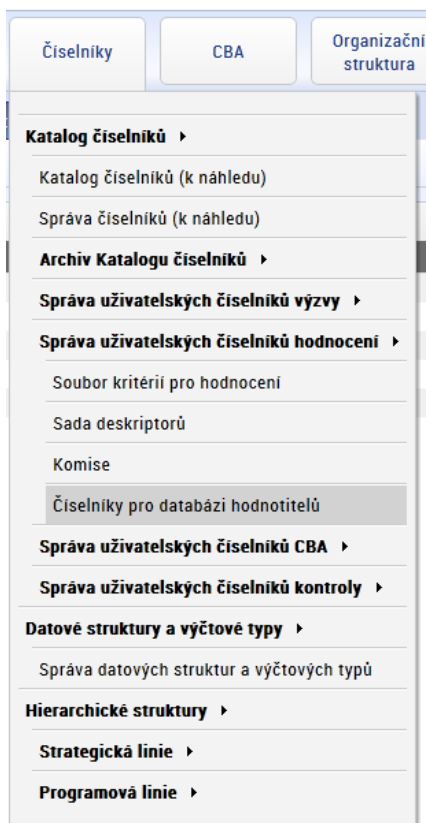 Číselníky
CBA
Organizační
struktura
Katalog číselníků
Katalog číselníků (k náhledu)
Správa číselníků (k náhledu)
Archiv Katalogu číselníků
Správa uživatelských číselníků výzvy
Správa uživatelských číselníků hodnocení
Soubor kritérií pro hodnocení
Sada deskriptorů
Komise
Číselníky pro databázi hodnotitelů
Správa uživatelských číselníků CBA
Správa uživatelských číselníků kontroly
Datové struktury a výčtové typy
Správa datových struktur a výčtových typů
Hierarchické struktury
Strategická linie
Programová linie